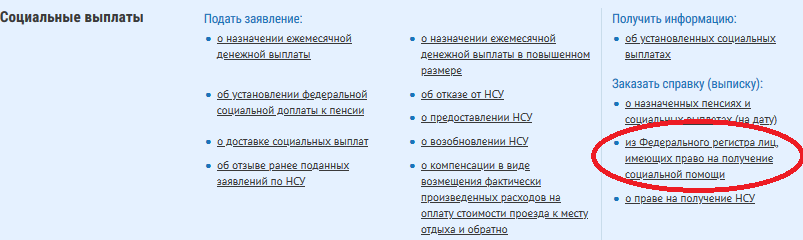 Социальные выплаты
Подать заявление:
о назначении ежемесячной
денежной выплаты
об установлении федеральной
социальной доплаты к пенсии
о доставке социальных выплат
об отзыве ранее поданных
заявлений по НСУ
о назначении ежемесячной
денежной выплаты в повышенном
размере
об отказе от НСУ
о предоставлении НСУ
о возобновлении НСУ
о компенсации в виде
возмещения фактически
произведенных расходов на
оплату стоимости проезда к месту
отдыха и обратно
Получить информацию:
об установленных социальных
выплатах
Заказать справку (выписку):
о назначенных пенсиях и
социальных выплатах (на дату)
из Федерального регистра лиц,
имеющих право на получение
социальной помощи
о праве на получение НСУ